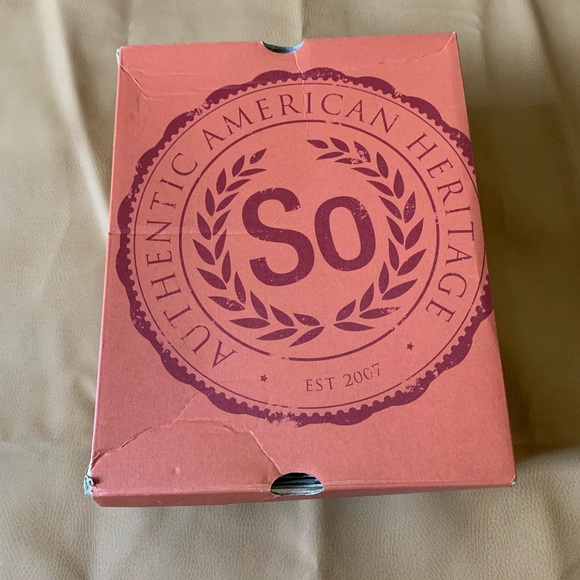 AUTHENTIC AMERICAN HERITAGE
So
EST 2007